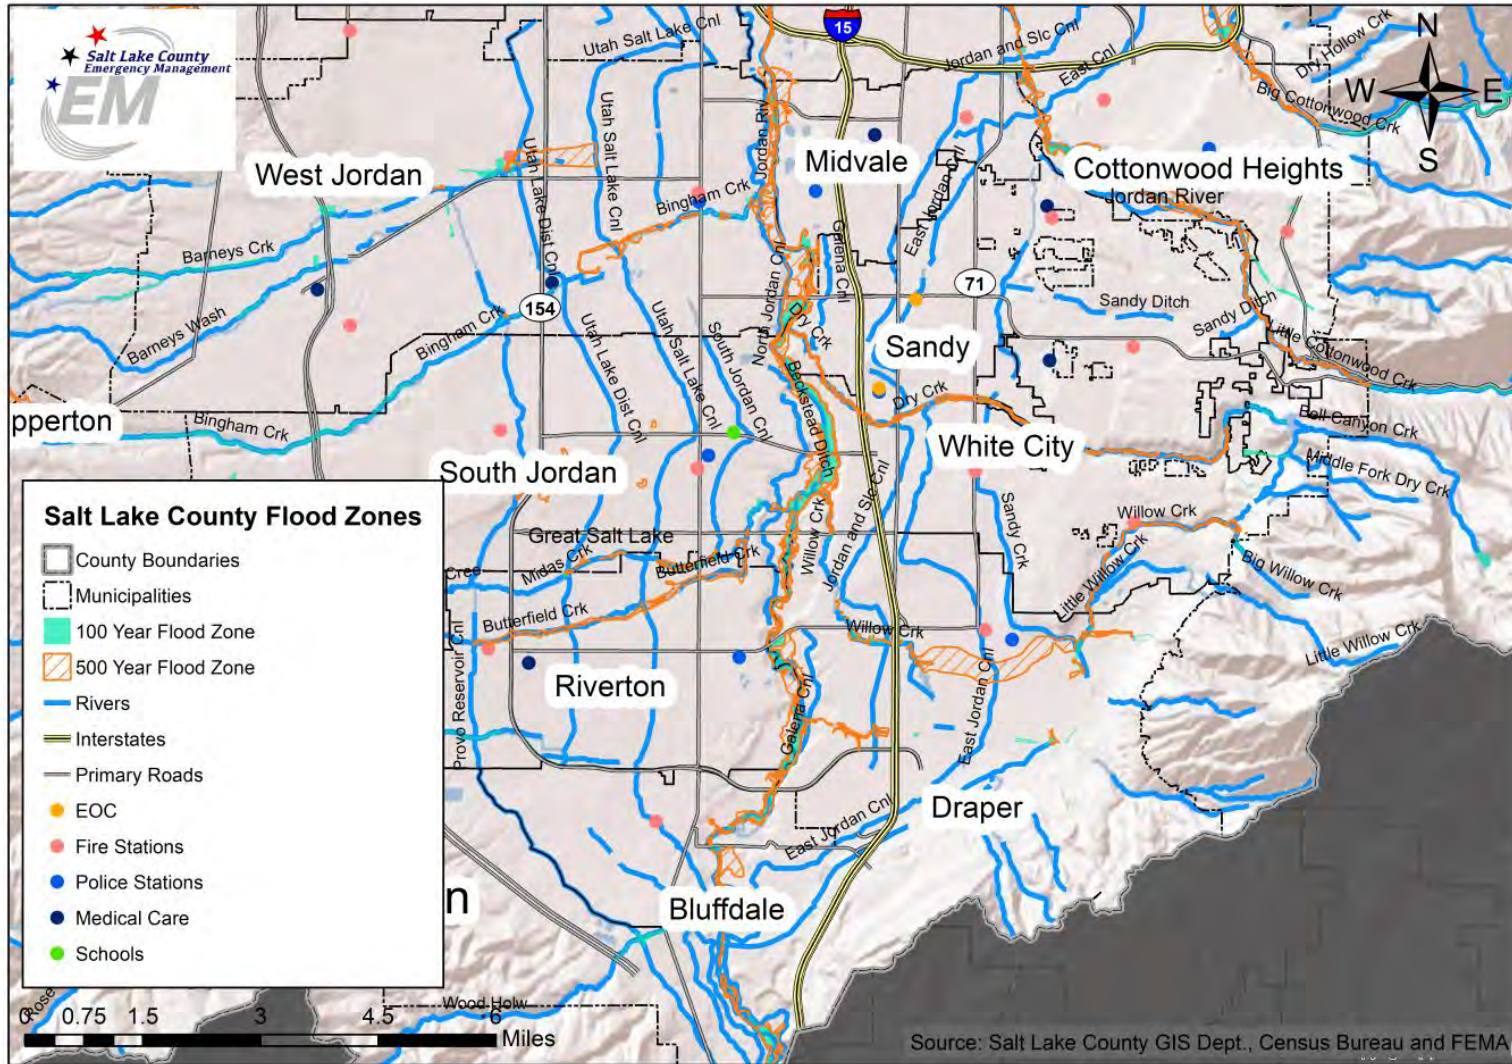 Salt Lake County
Emergency Management
EM
Utah Salt Lake Cnl
15
Jordan and Slc Cnl
East Cnl
Dry Hollow Crk
Big Cottonwood Crk
N
W
E
S
West Jordan
Utah Lake Dist Cnl
Utah Salt Lake Cnl
Jordan Riv
Bingham Crk
Midvale
East Jordan Cnl
Cottonwood Heights
Jordan River
Barneys Crk
Barneys Wash
Bingham Crk
154
North Jordan Cnl
Galena Cnl
Dry Crk
71
Sandy Ditch
Sandy Ditch
Little Cottonwood Crk
Utah Lake Dist Cnl
Utah Salt Lake Cnl
South Jordan Cnl
Beckstead Ditch
Sandy
Dry Crk
pperton
Bingham Crk
White City
Bell Canyon Crk
Middle Fork Dry Crk
South Jordan
Great Salt Lake
Midas Crk
Cree
Butterfield Crk
Butterfield Crk
Willow Crk
Jordan and Slc Cnl
Sandy Crk
Willow Crk
Little Willow Crk
Big Willow Crk
Willow Crk
Little Willow Crk
Provo Reservoir Cnl
Riverton
Galena Cnl
East Jordan Cnl
Draper
East Jordan Cnl
n
Bluffdale
Salt Lake County Flood Zones
County Boundaries
Municipalities
100 Year Flood Zone
500 Year Flood Zone
Rivers
Interstates
Primary Roads
EOC
Fire Stations
Police Stations
Medical Care
Schools
Rose
Wood Holw
0 0.75 1.5 3 4.5 6
Miles
Source: Salt Lake County GIS Dept., Census Bureau and FEMA